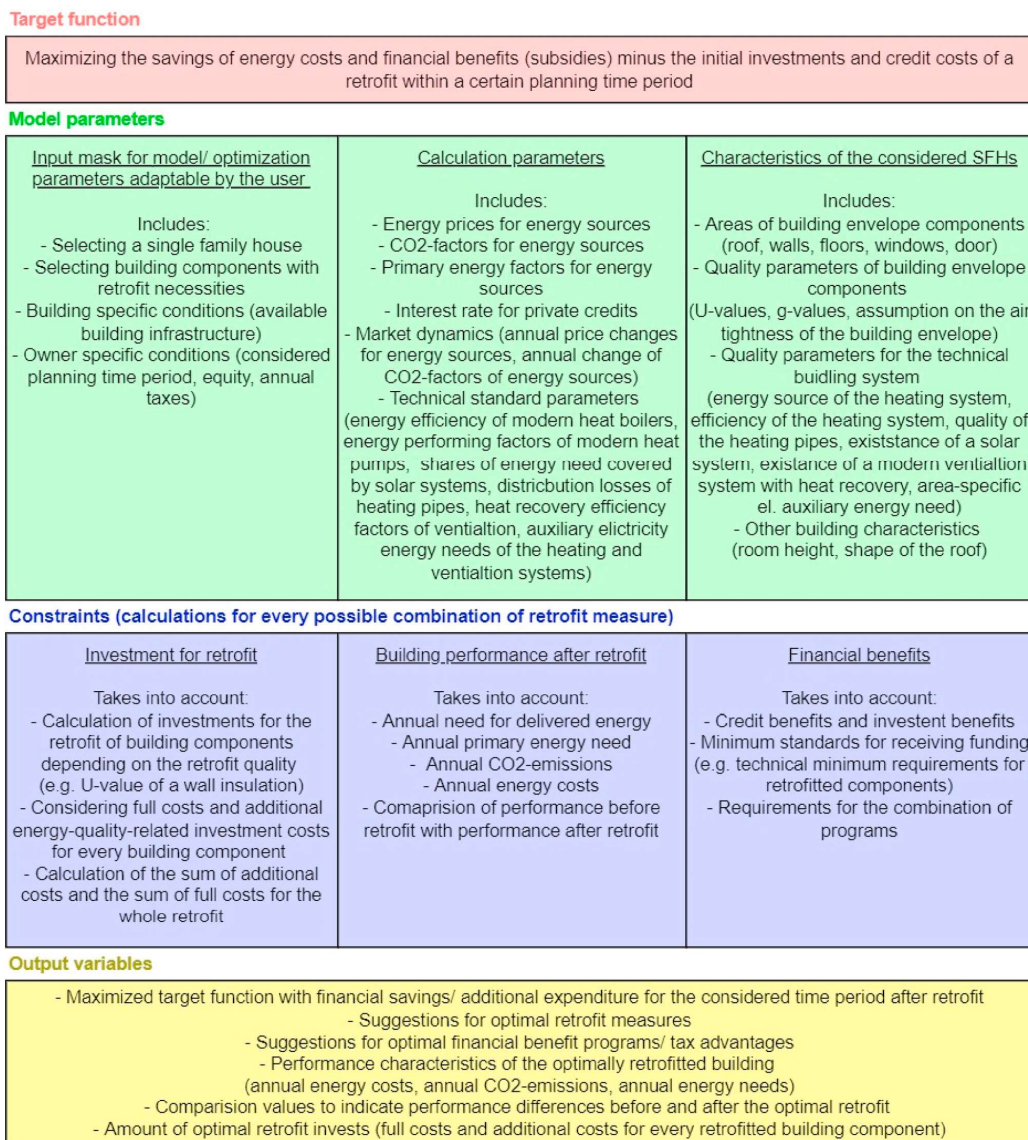 Target function
Maximizing the savings of energy costs and financial benefits (subsidies) minus the initial investments and credit costs of a
retrofit within a certain planning time period
Model parameters
Input mask for model/ optimization
parameters adaptable by the user
Includes:
- Selecting a single family house
- Selecting building components with
retrofit necessities
- Building specific conditions (available
building infrastructure)
- Owner specific conditions (considered
planning time period, equity, annual
taxes)
Calculation parameters
Includes:
- Energy prices for energy sources
- CO2-factors for energy sources
- Primary energy factors for energy
sources
- Interest rate for private credits
- Market dynamics (annual price changes
for energy sources, annual change of
CO2-factors of energy sources)
- Technical standard parameters
(energy efficiency of modern heat boilers,
energy performing factors of modern heat
pumps, shares of energy need covered
by solar systems, districbution losses of
heating pipes, heat recovery efficiency
factors of ventialtion, auxiliary elictricity
energy needs of the heating and
ventialtion systems)
Characteristics of the considered SFHs
Includes:
- Areas of building envelope components
(roof, walls, floors, windows, door)
- Quality parameters of building envelope
components
(U-values, g-values, assumption on the air
tightness of the building envelope)
- Quality parameters for the technical
buidling system
(energy source of the heating system,
efficiency of the heating system, quality of
the heating pipes, existstance of a solar
system, existance of a modern ventialtion
system with heat recovery, area-specific
el. auxiliary energy need)
- Other building characteristics
(room height, shape of the roof)
Constraints (calculations for every possible combination of retrofit measure)
Investment for retrofit
Takes into account:
- Calculation of investments for the
retrofit of building components
depending on the retrofit quality
(e.g. U-value of a wall insulation)
- Considering full costs and additional
energy-quality-related investment costs
for every building component
- Calculation of the sum of additional
costs and the sum of full costs for the
whole retrofit
Building performance after retrofit
Takes into account:
- Annual need for delivered energy
- Annual primary energy need
- Annual CO2-emissions
- Annual energy costs
- Comaprision of performance before
retrofit with performance after retrofit
Financial benefits
Takes into account:
- Credit benefits and investent benefits
- Minimum standards for receiving funding
(e.g. technical minimum requirements for
retrofitted components)
- Requirements for the combination of
programs
Output variables
- Maximized target function with financial savings/ additional expenditure for the considered time period after retrofit
- Suggestions for optimal retrofit measures
- Suggestions for optimal financial benefit programs/ tax advantages
- Performance characteristics of the optimally retrofitted building
(annual energy costs, annual CO2-emissions, annual energy needs)
- Comparision values to indicate performance differences before and after the optimal retrofit
- Amount of optimal retrofit invests (full costs and additional costs for every retrofitted building component)